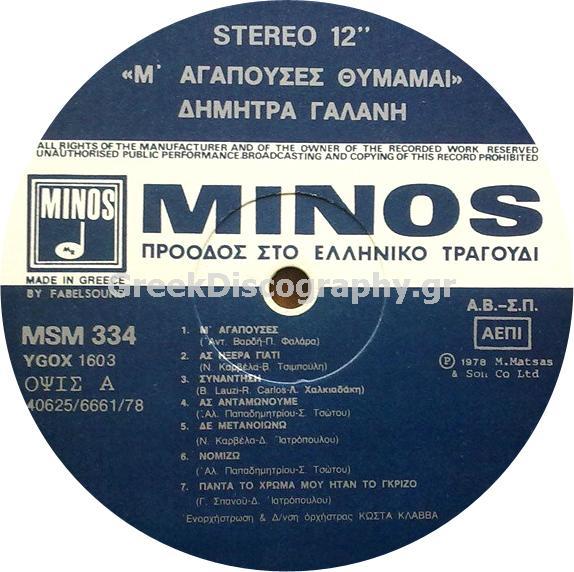 STEREO 12''
«Μ' ΑΓΑΠΟΥΣΕΣ ΘΥΜΑΜΑΙ»
ΔΗΜΗΤΡΑ ΓΑΛΑΝΗ
ALL RIGHTS OF THE MANUFACTURER AND OF THE OWNER OF THE RECORDED WORK RESERVED
UNAUTHORISED PUBLIC PERFORMANCE.BROADCASTING AND COPYING OF THIS RECORD PROHIBITED
MINOS
MINOS
ΠΡΟΟΔΟΣ ΣΤΟ ΕΛΛΗΝΙΚΟ ΤΡΑΓΟΥΔΙ
MADE IN GREECE
BY FABELSOUND
GreekDiscography.gr
MSM 334
YGOX 1603
ΟΨΙΣ Α
40625/6661/78
Α.Β.-Σ.Π.
ΑΕΠΙ
Ⓟ 1978 M.Matsas
& Son Co Ltd
1. Μ' ΑΓΑΠΟΥΣΕΣ
('Αντ. Βαρδή-Π. Φαλάρα)
2. ΑΣ ΗΞΕΡΑ ΓΙΑΤΙ
(Ν. Καρβέλα-Β. Τσιμπούλη)
3. ΣΥΝΑΝΤΗΣΗ
(B. Lauzi-R. Carlos-Λ. Χαλκιαδάκη)
4. ΑΣ ΑΝΤΑΜΩΝΟΥΜΕ
('Αλ. Παπαδημητρίου-Σ. Τσώτου)
5. ΔΕ ΜΕΤΑΝΟΙΩΝΩ
(Ν. Καρβέλα-Δ. 'Ιατρόπουλου)
6. ΝΟΜΙΖΩ
('Αλ. Παπαδημητρίου-Σ. Τσώτου)
7. ΠΑΝΤΑ ΤΟ ΧΡΩΜΑ ΜΟΥ ΗΤΑΝ ΤΟ ΓΚΡΙΖΟ
(Γ. Σπανού-Δ. 'Ιατρόπουλου)
'Ενορχήστρωση & Δ/νση όρχήστρας ΚΩΣΤΑ ΚΛΑΒΒΑ